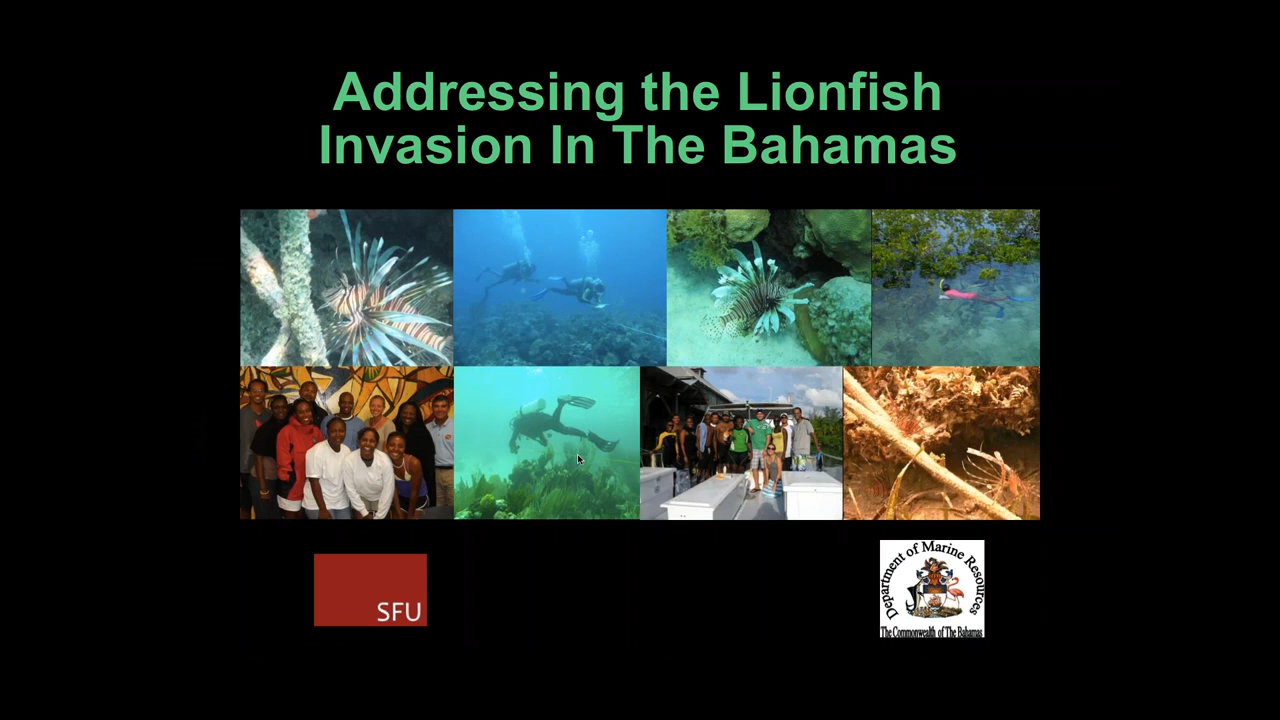 Addressing the Lionfish
Invasion In The Bahamas
SFU
Department of Marine Resources
The Commonwealth of The Bahamas